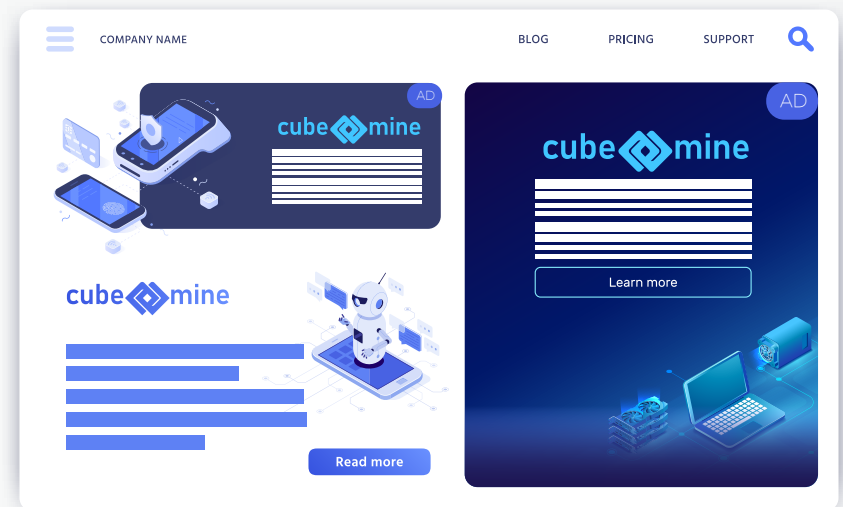 COMPANY NAME
BLOG PRICING SUPPORT
AD
cube mine
AD
cube mine
Learn more
cube mine
Read more